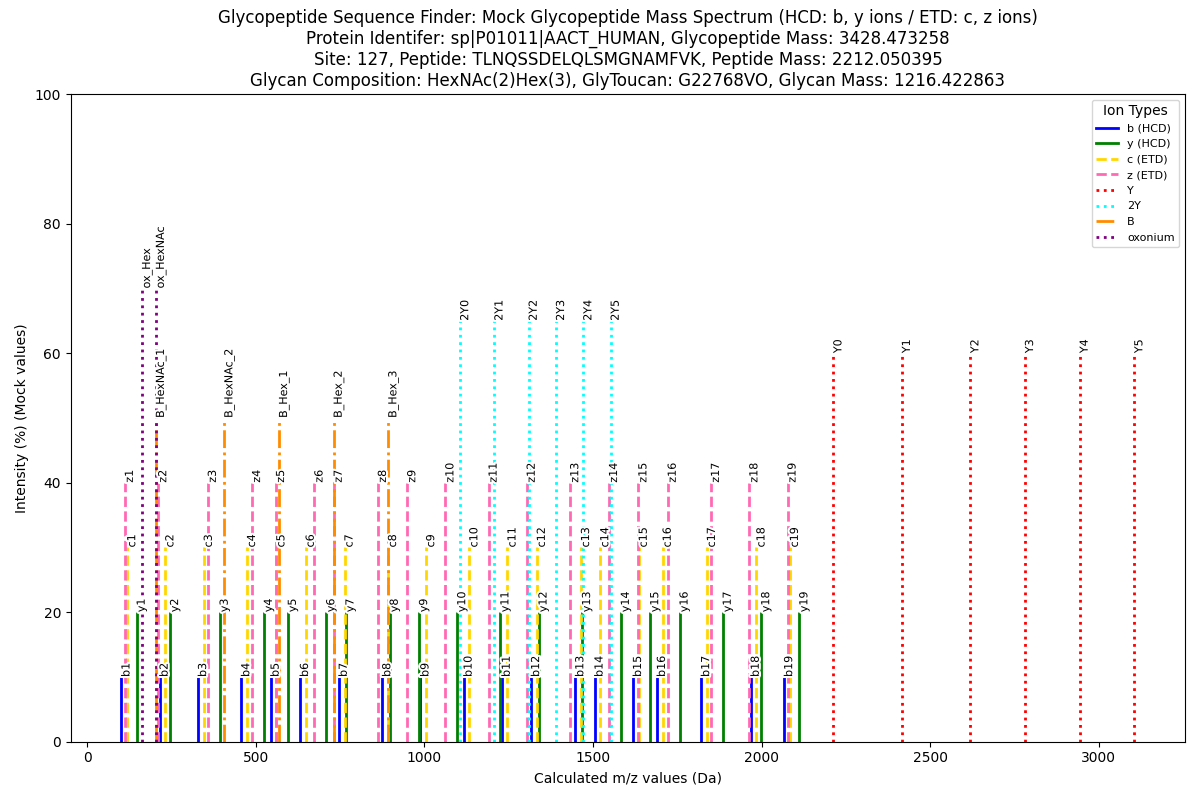 Glycopeptide Sequence Finder: Mock Glycopeptide Mass Spectrum (HCD: b, y ions / ETD: c, z ions)
Protein Identifer: sp|P01011|AACT_HUMAN, Glycopeptide Mass: 3428.473258
Site: 127, Peptide: TLNQSSDELQLSMGNAMFVK, Peptide Mass: 2212.050395
Glycan Composition: HexNAc(2)Hex(3), GlyToucan: G22768VO, Glycan Mass: 1216.422863
Intensity (%) (Mock values)
100
80
60
40
20
0
Ion Types
b (HCD)
y (HCD)
c (ETD)
z (ETD)
Y
2Y
B
oxonium
ox_Hex
ox_HexNAc
B_HexNAc_1
B_HexNAc_2
B_Hex_1
B_Hex_2
B_Hex_3
2Y0
2Y1
2Y2
2Y3
2Y4
2Y5
Y0
Y1
Y2
Y3
Y4
Y5
z1
z2
z3
z4
z5
z6
z7
z8
z9
z10
z11
z12
z13
z14
z15
z16
z17
z18
z19
c1
c2
c3
c4
c5
c6
c7
c8
c9
c10
c11
c12
c13
c14
c15
c16
c17
c18
c19
y1
y2
y3
y4
y5
y6
y7
y8
y9
y10
y11
y12
y13
y14
y15
y16
y17
y18
y19
b1
b2
b3
b4
b5
b6
b7
b8
b9
b10
b11
b12
b13
b14
b15
b16
b17
b18
b19
0
500
1000
1500
2000
2500
3000
Calculated m/z values (Da)